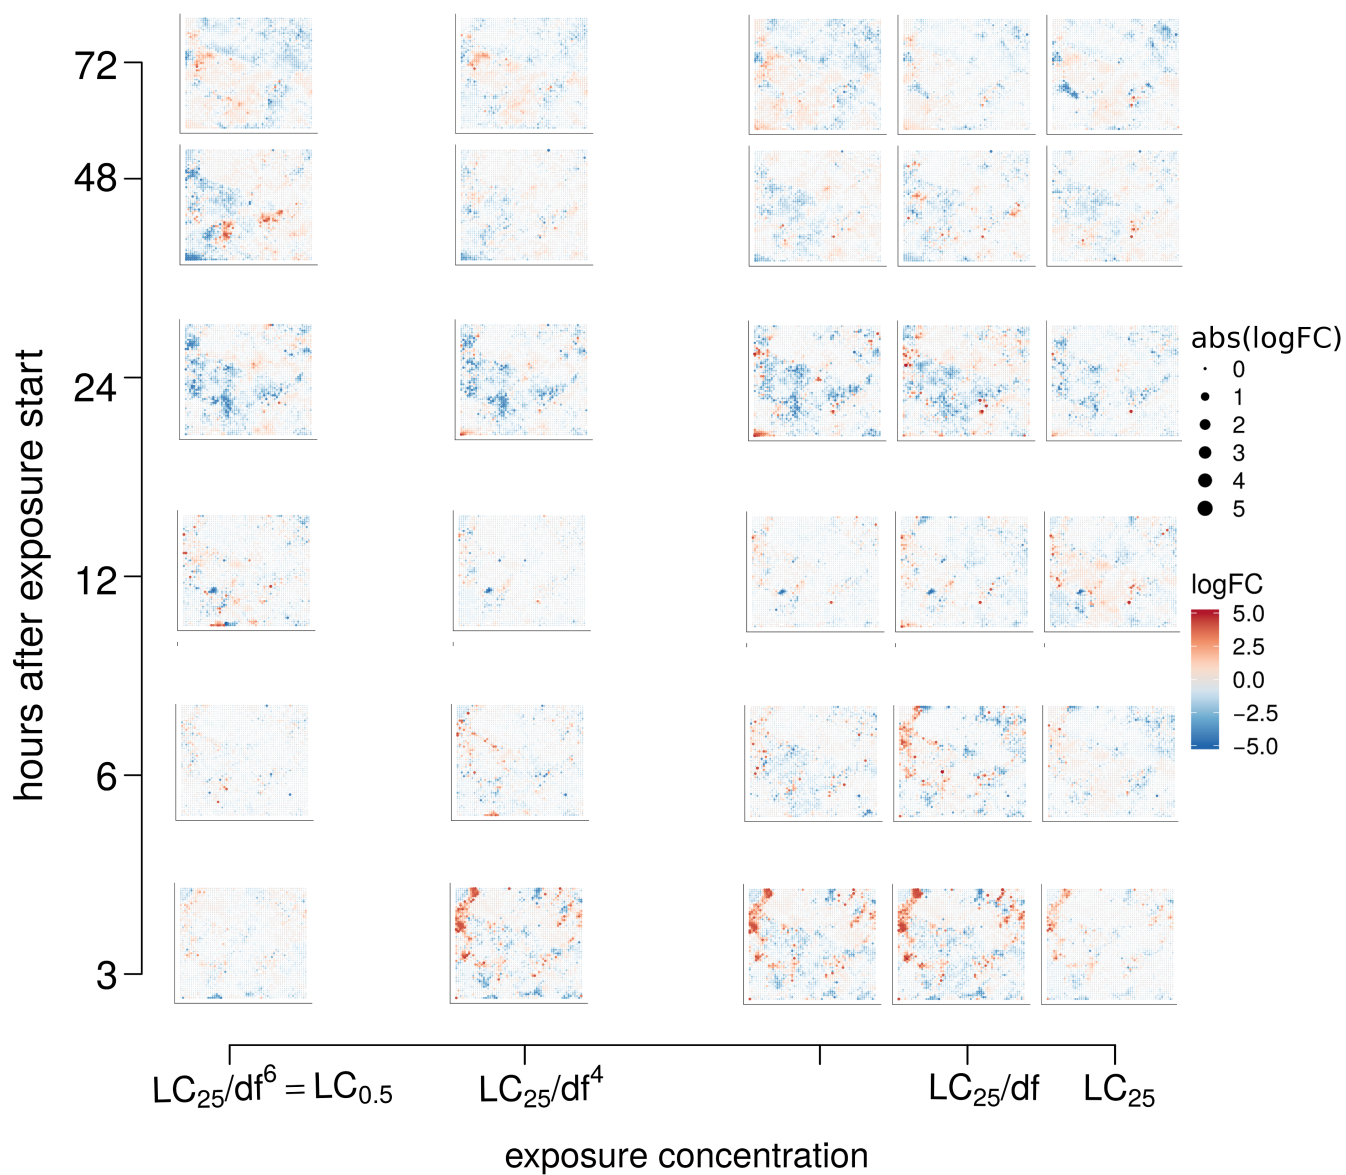 hours after exposure start
72
48
24
12
6
3
LC₂₅/df⁶ = LC₀.₅
LC₂₅/df⁴
LC₂₅/df
LC₂₅
exposure concentration
abs(logFC)
0
1
2
3
4
5
logFC
5.0
2.5
0.0
−2.5
−5.0